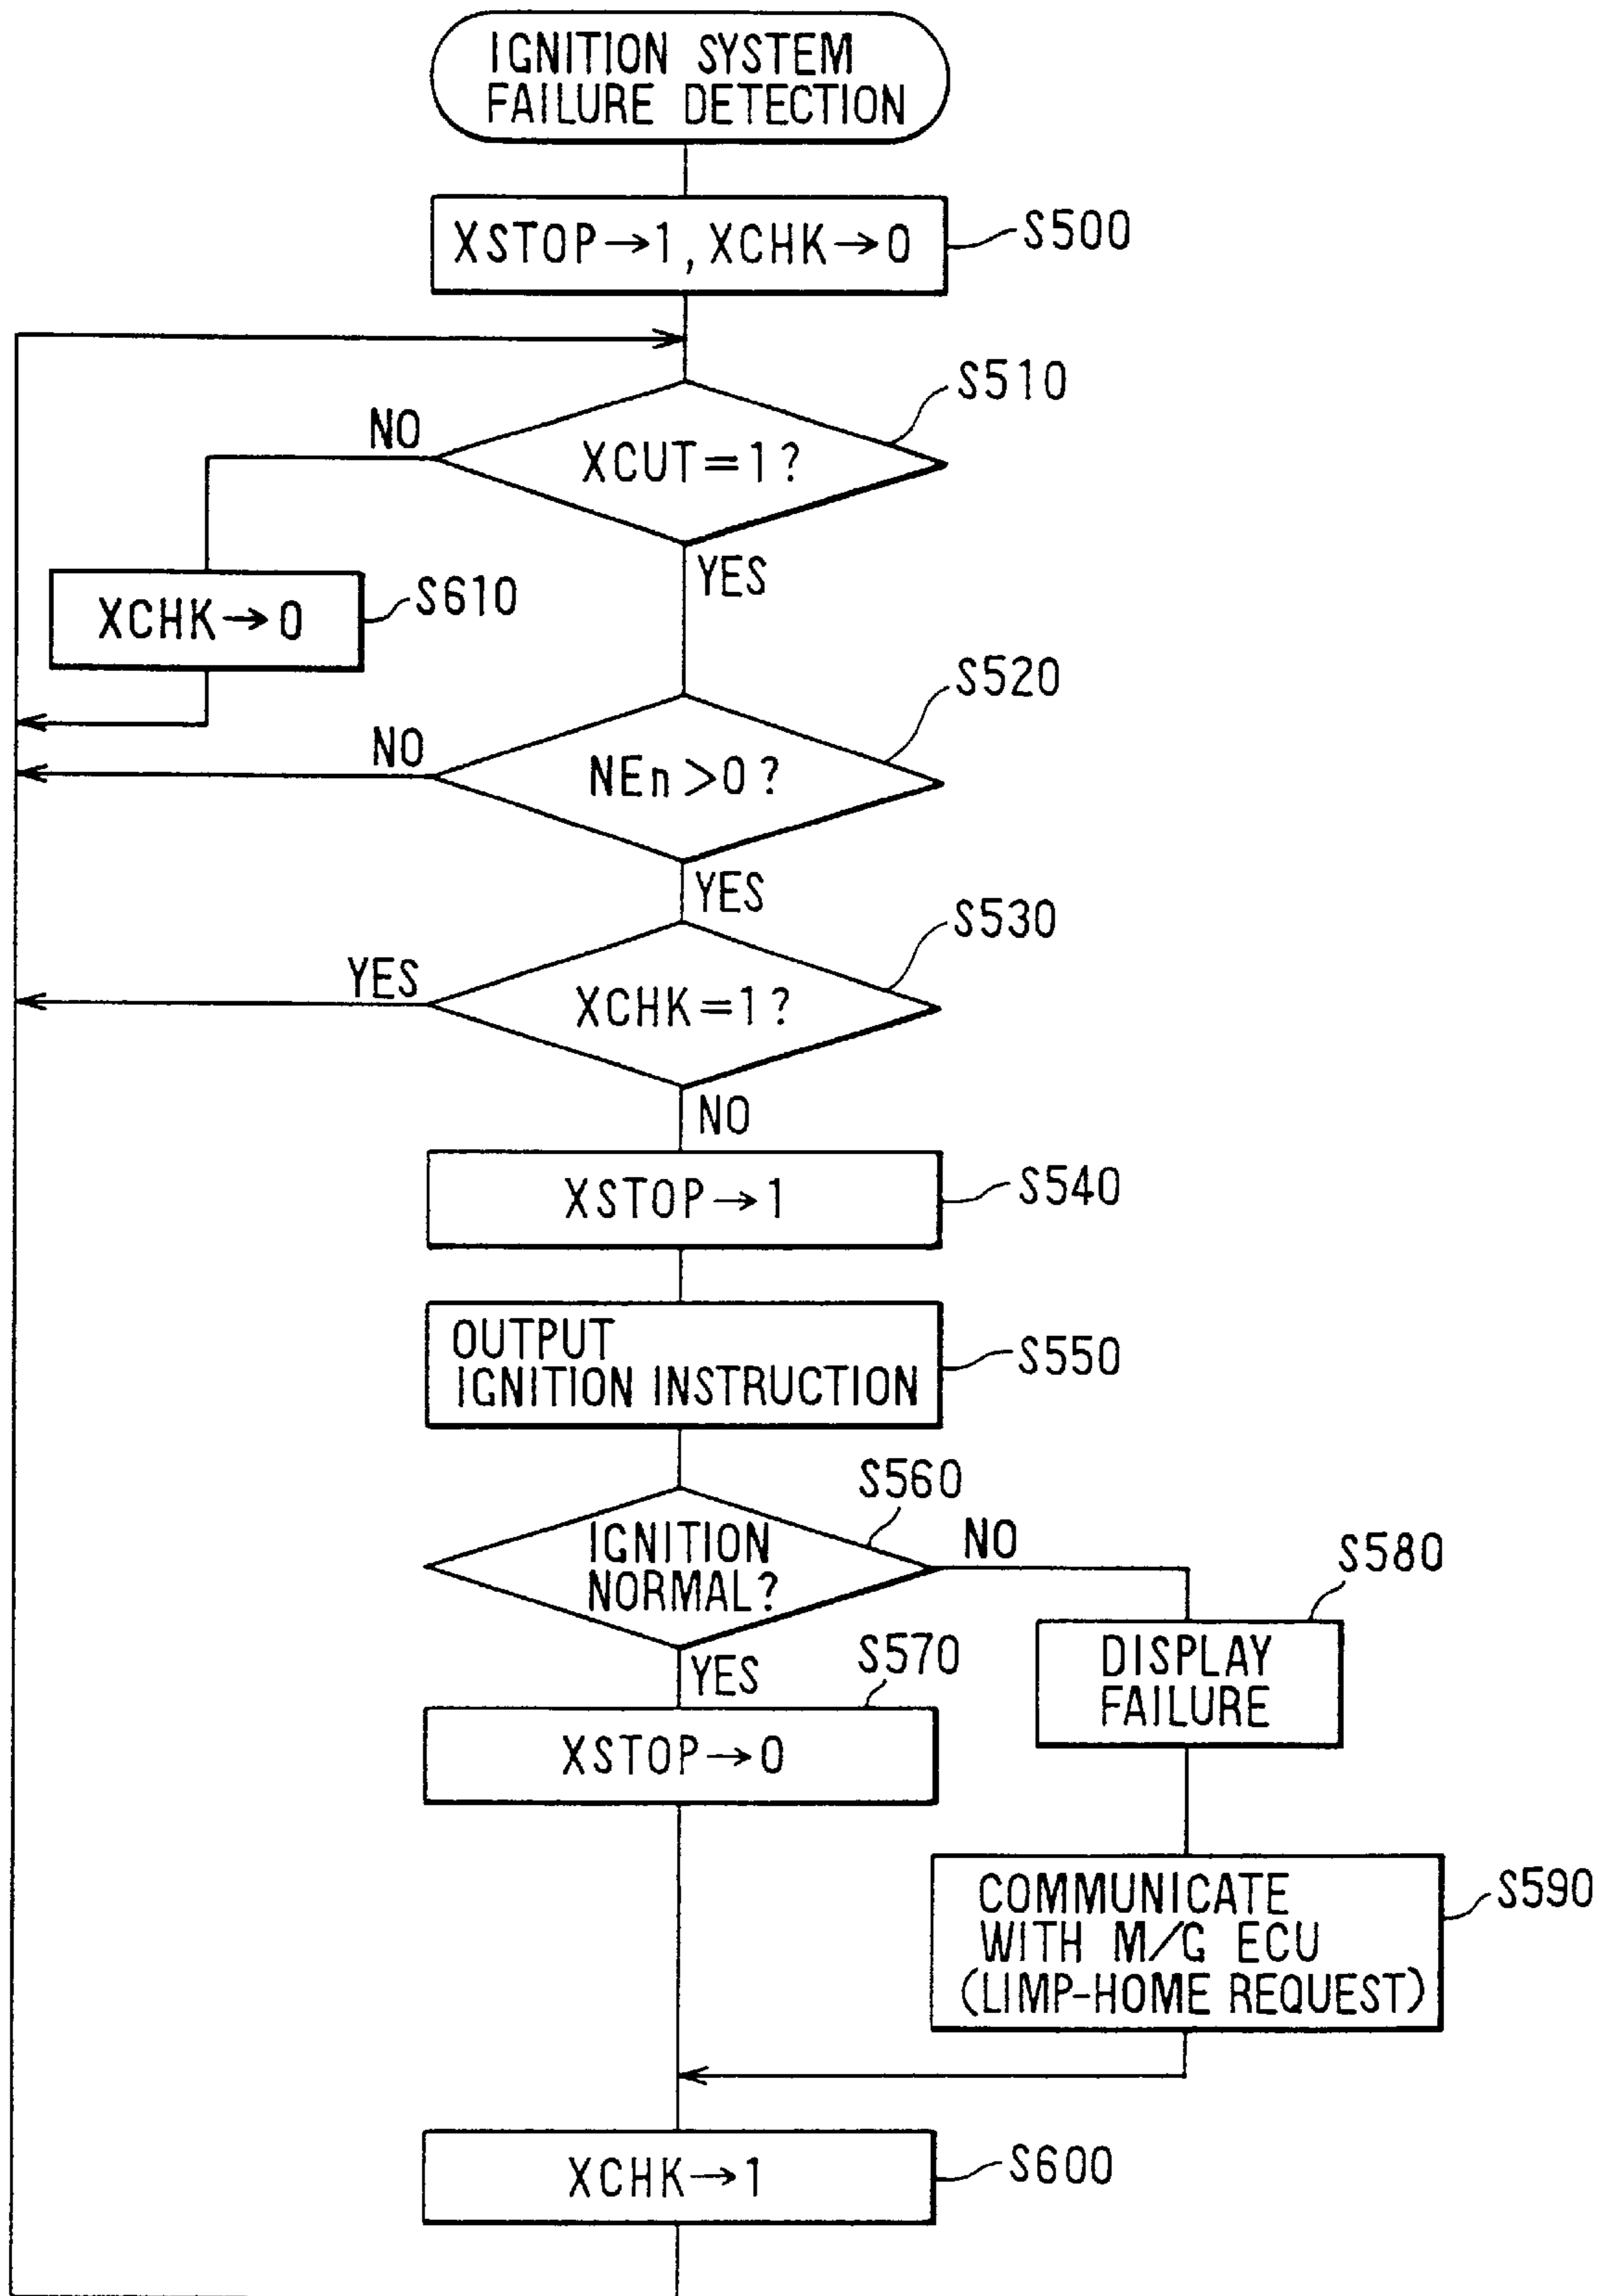 IGNITION SYSTEM
FAILURE DETECTION
XSTOP→1, XCHK→0
S500
S510
NO
XCUT=1?
YES
XCHK→0
S610
S520
NO
NEn>0?
YES
S530
YES
XCHK=1?
NO
XSTOP→1
S540
OUTPUT
IGNITION INSTRUCTION
S550
S560
IGNITION
NORMAL?
NO
S580
YES
S570
DISPLAY
FAILURE
XSTOP→0
COMMUNICATE
WITH M/G ECU
(LIMP-HOME REQUEST)
S590
XCHK→1
S600